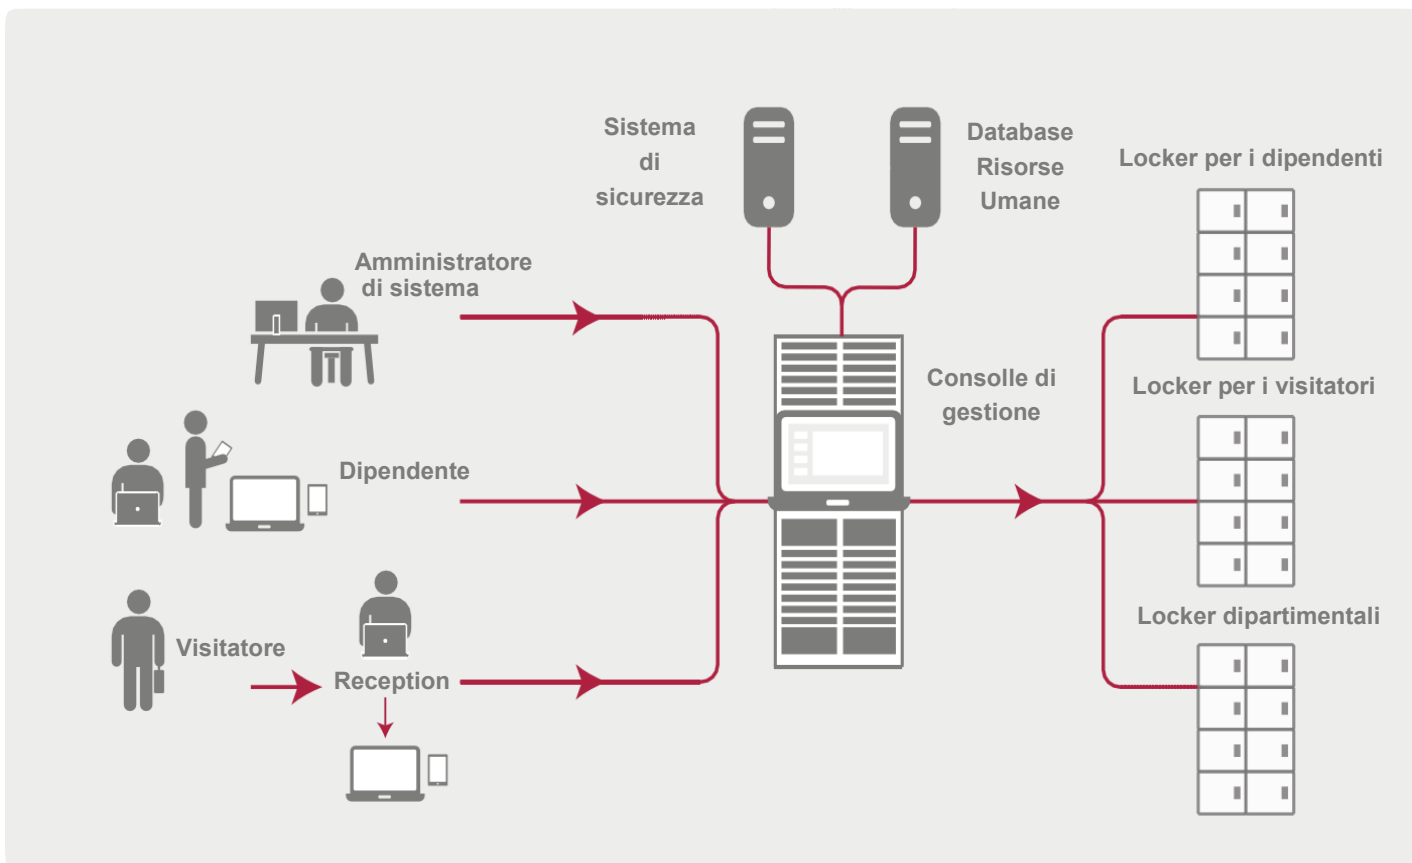 Sistema
di
sicurezza
Database
Risorse
Umane
Locker per i dipendenti
Amministratore
di sistema
Consolle di
gestione
Locker per i visitatori
Dipendente
Locker dipartimentali
Visitatore
Reception